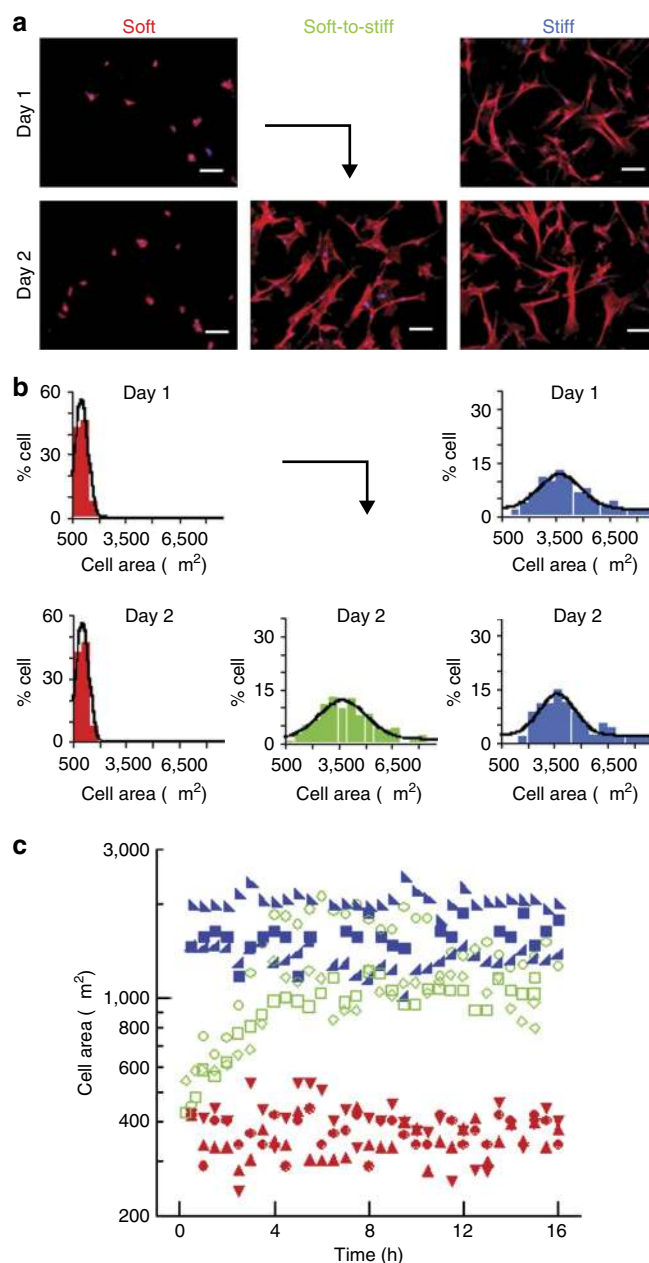 a
Soft
Soft-to-stiff
Stiff
Day 1
Day 2
b
60
30
0
% cell
Day 1
500 3,500 6,500
Cell area ( m²)
30
15
0
% cell
Day 1
500 3,500 6,500
Cell area ( m²)
60
30
0
% cell
Day 2
500 3,500 6,500
Cell area ( m²)
30
15
0
% cell
Day 2
500 3,500 6,500
Cell area ( m²)
30
15
0
% cell
Day 2
500 3,500 6,500
Cell area ( m²)
c
3,000
1,000
800
600
400
200
Cell area ( m²)
0 4 8 12 16
Time (h)